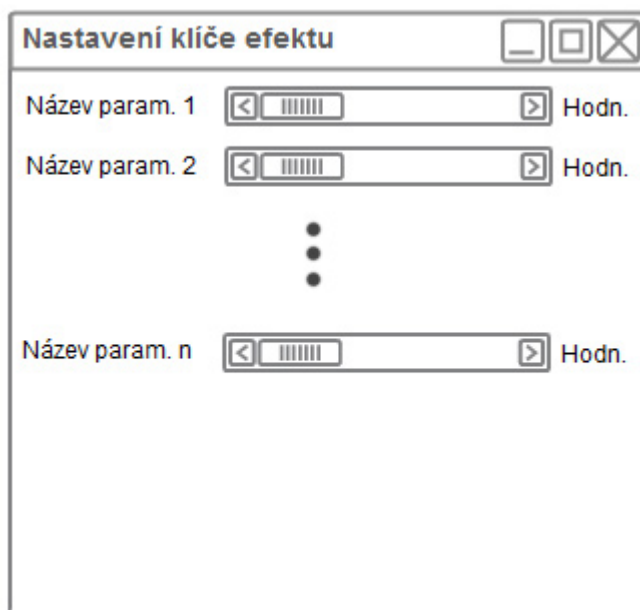 Nastavení klíče efektu
Název param. 1 Hodn.
Název param. 2 Hodn.
Název param. n Hodn.